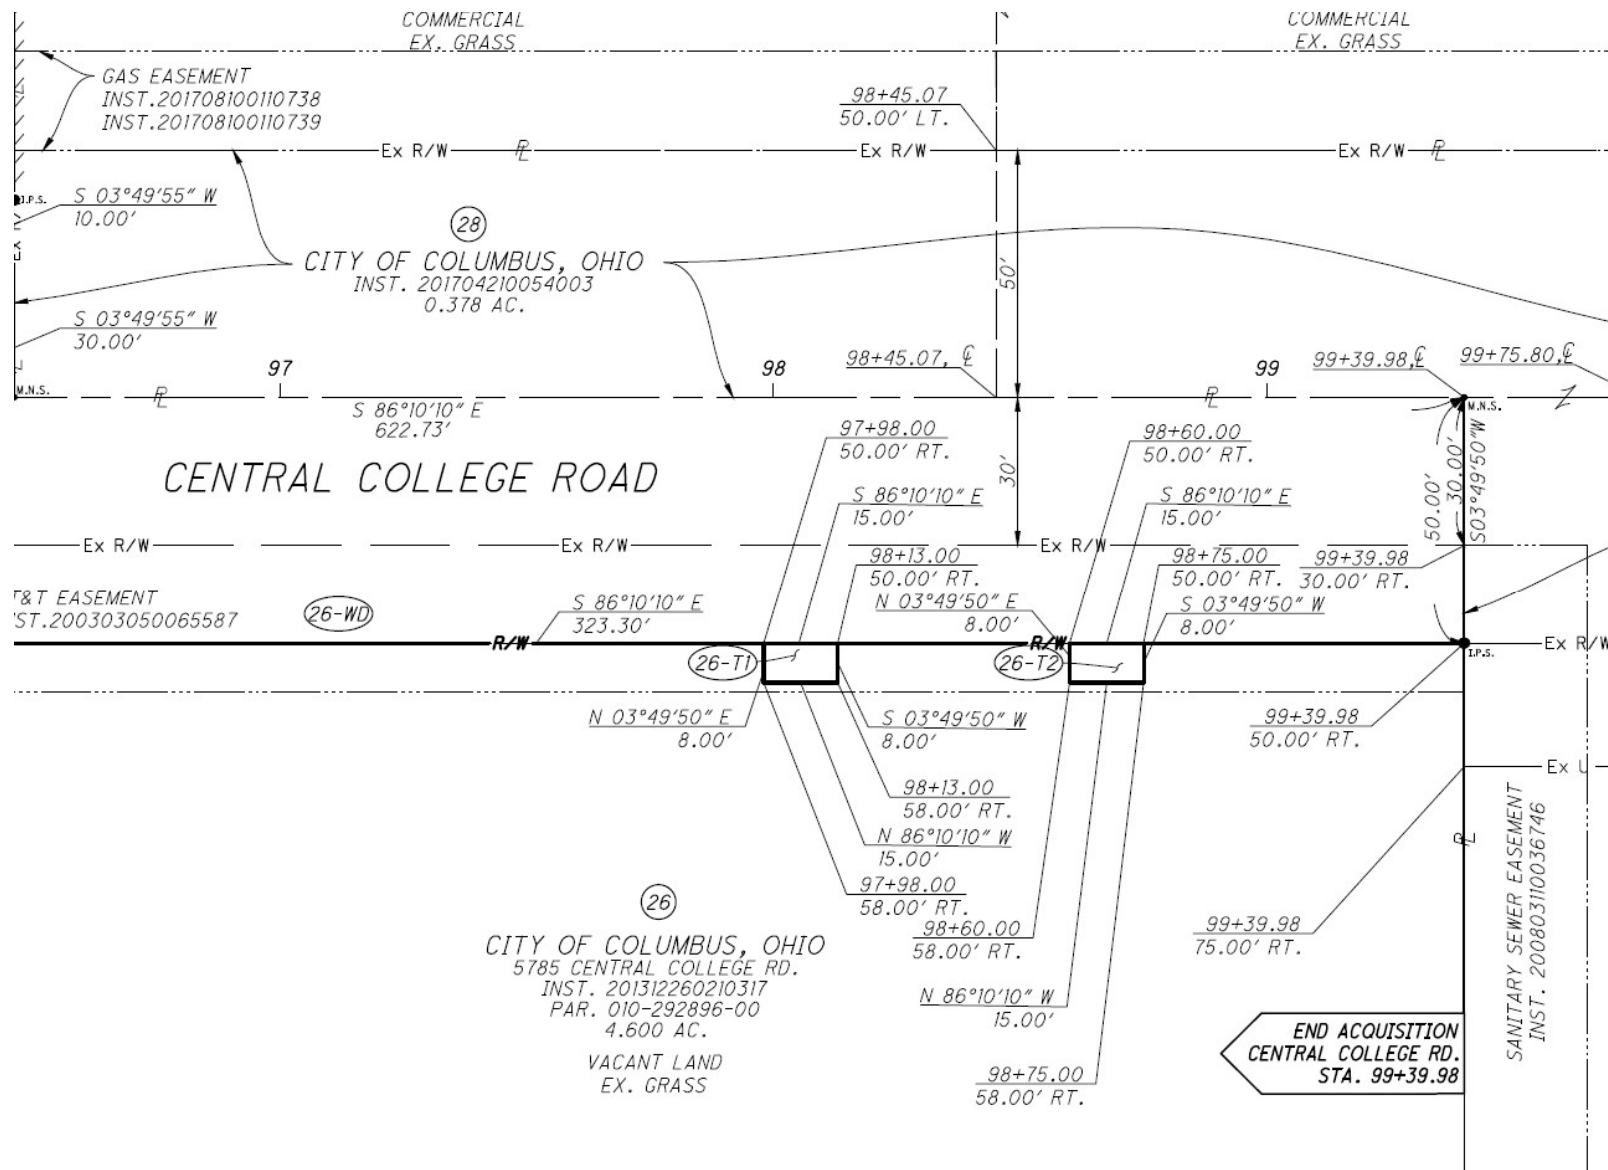 COMMERCIAL
EX. GRASS
COMMERCIAL
EX. GRASS
GAS EASEMENT
INST.201708100110738
INST.201708100110739
98+45.07
50.00' LT.
Ex R/W
Ex R/W
Ex R/W
I.P.S.
S 03°49'55" W
10.00'
28
CITY OF COLUMBUS, OHIO
INST. 201704210054003
0.378 AC.
50'
S 03°49'55" W
30.00'
97
98
98+45.07, ℄
99
99+39.98,℄
99+75.80,℄
M.N.S.
M.N.S.
S 86°10'10" E
622.73'
CENTRAL COLLEGE ROAD
97+98.00
50.00' RT.
98+60.00
50.00' RT.
30'
50.00'
30.00'
S03°49'50"W
S 86°10'10" E
15.00'
S 86°10'10" E
15.00'
Ex R/W
Ex R/W
Ex R/W
98+13.00
50.00' RT.
98+75.00
50.00' RT.
99+39.98
30.00' RT.
T&T EASEMENT
ST.200303050065587
26-WD
S 86°10'10" E
323.30'
N 03°49'50" E
8.00'
S 03°49'50" W
8.00'
R/W
R/W
Ex R/W
I.P.S.
26-T1
26-T2
N 03°49'50" E
8.00'
S 03°49'50" W
8.00'
99+39.98
50.00' RT.
Ex U
98+13.00
58.00' RT.
N 86°10'10" W
15.00'
97+98.00
58.00' RT.
98+60.00
58.00' RT.
99+39.98
75.00' RT.
26
CITY OF COLUMBUS, OHIO
5785 CENTRAL COLLEGE RD.
INST. 201312260210317
PAR. 010-292896-00
4.600 AC.
VACANT LAND
EX. GRASS
N 86°10'10" W
15.00'
98+75.00
58.00' RT.
SANITARY SEWER EASEMENT
INST. 200803110036746
END ACQUISITION
CENTRAL COLLEGE RD.
STA. 99+39.98